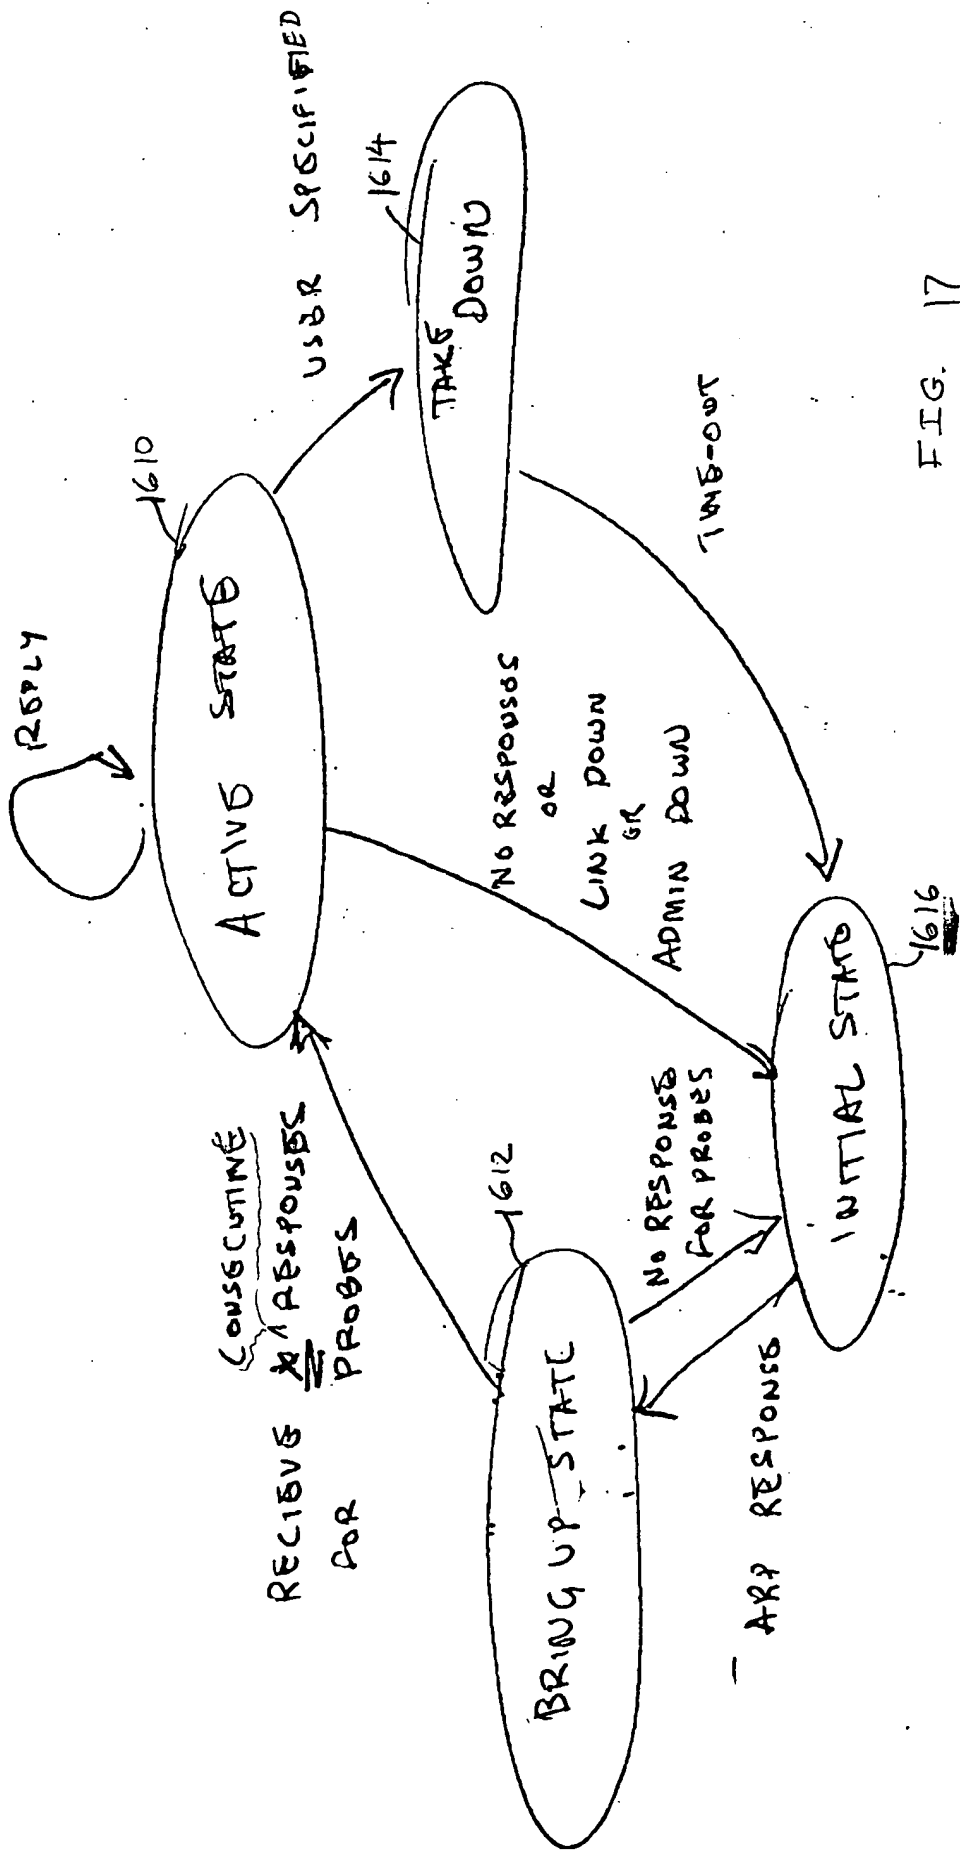 REPLY
1610
ACTIVE STATE
USER SPECIFIED
1614
TAKE
DOWN
CONSECUTINE
RECIEVE RESPONSES
FOR PROBES
NO RESPONSES
OR
LINK DOWN
OR
ADMIN DOWN
TIME-OUT
1612
BRING UP STATE
NO RESPONSE
FOR PROBES
- ARP RESPONSE
INITIAL STATE
1616
FIG. 17